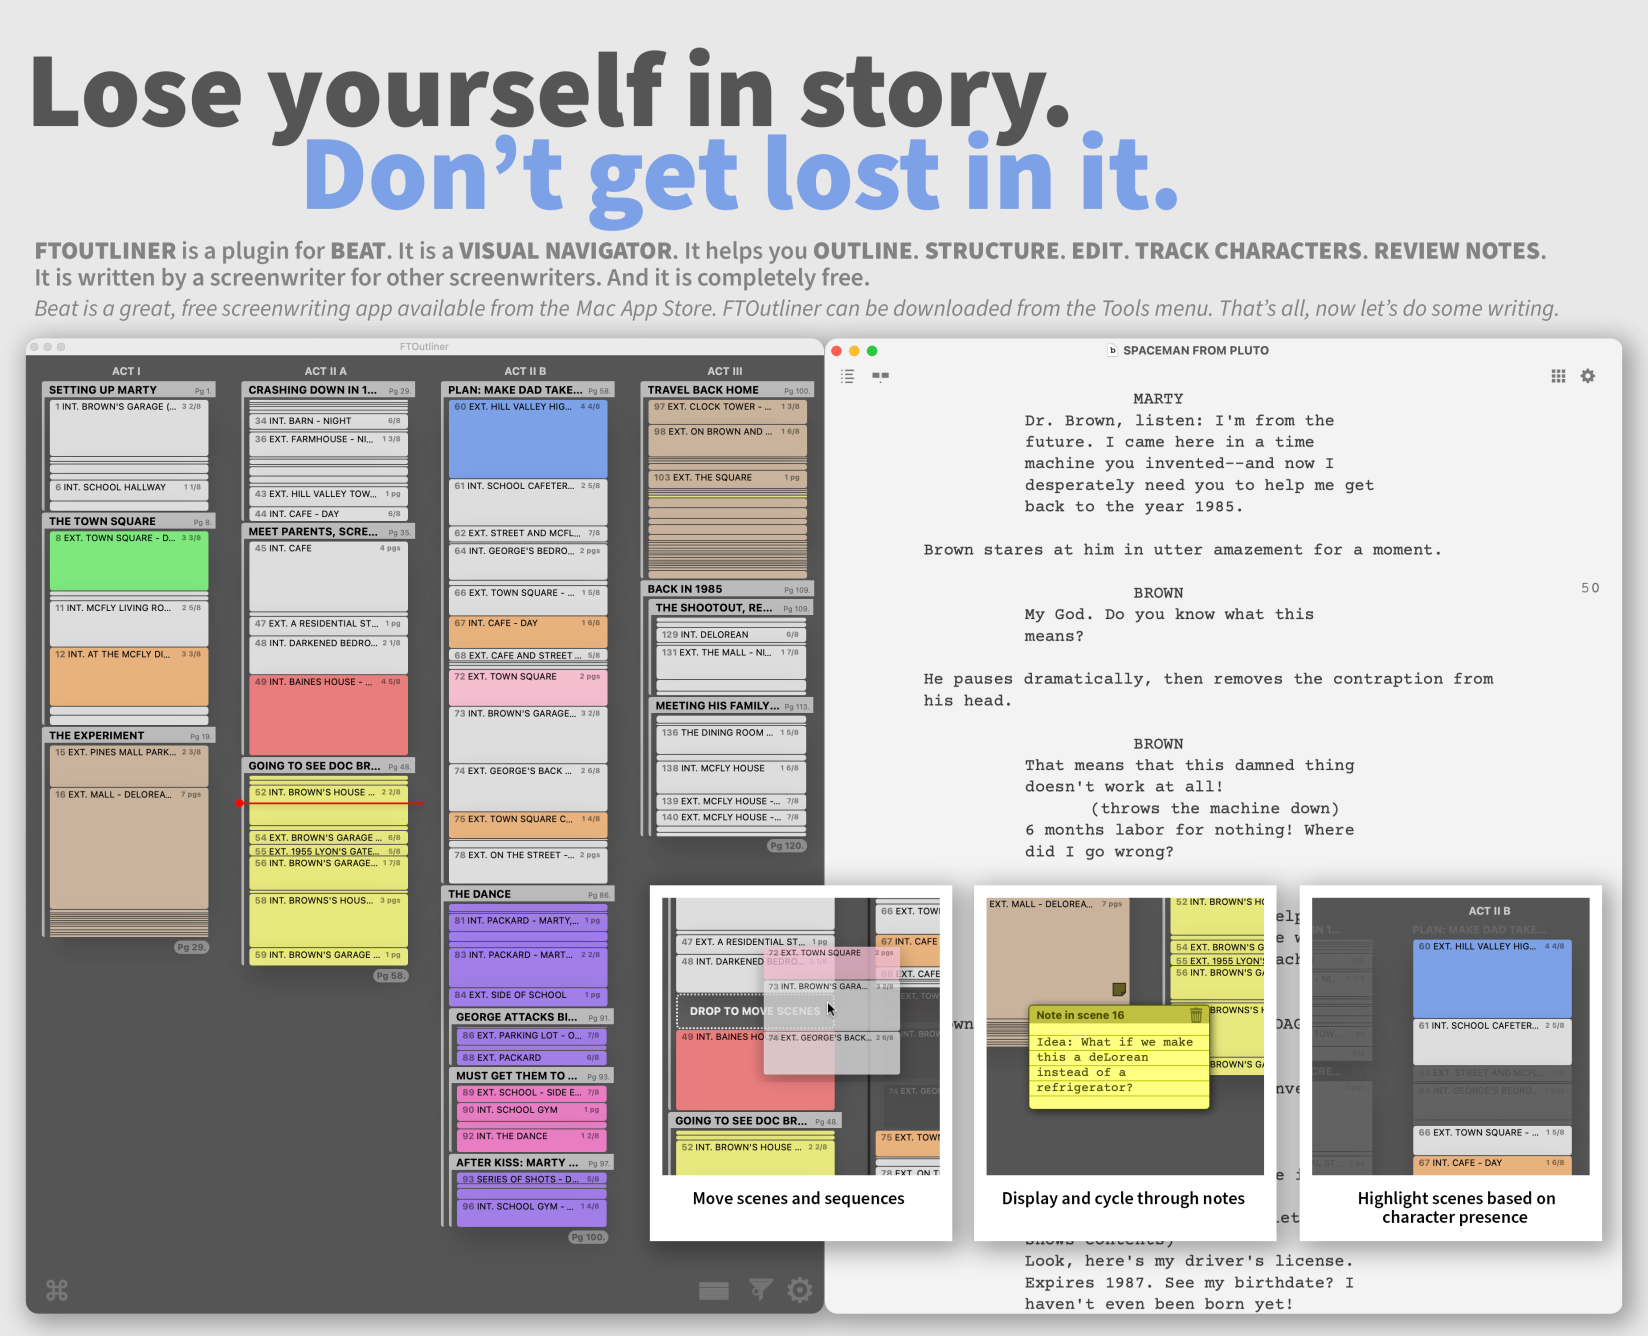 Lose yourself in story.
Don't get lost in it.
FTOUTLINER is a plugin for BEAT. It is a VISUAL NAVIGATOR. It helps you OUTLINE. STRUCTURE. EDIT. TRACK CHARACTERS. REVIEW NOTES.
It is written by a screenwriter for other screenwriters. And it is completely free.
Beat is a great, free screenwriting app available from the Mac App Store. FTOutliner can be downloaded from the Tools menu. That's all, now let's do some writing.
FTOutliner
ACT I
SETTING UP MARTY Pg 1.
1 INT. BROWN'S GARAGE (... 3 2/8
6 INT. SCHOOL HALLWAY 1 1/8
THE TOWN SQUARE Pg 8.
8 EXT. TOWN SQUARE - D... 3 3/8
11 INT. MCFLY LIVING RO... 2 5/8
12 INT. AT THE MCFLY DI... 3 3/8
THE EXPERIMENT Pg 19.
15 EXT. PINES MALL PARK... 2 3/8
16 EXT. MALL - DELOREA... 7 pgs
Pg 29.
ACT II A
CRASHING DOWN IN 1... Pg 29.
34 INT. BARN - NIGHT 6/8
36 EXT. FARMHOUSE - NI... 1 3/8
43 EXT. HILL VALLEY TOW... 1 pg
44 INT. CAFE - DAY 6/8
MEET PARENTS, SCRE... Pg 35.
45 INT. CAFE 4 pgs
47 EXT. A RESIDENTIAL ST... 1 pg
48 INT. DARKENED BEDRO... 2 1/8
49 INT. BAINES HOUSE - ... 4 5/8
GOING TO SEE DOC BR... Pg 48.
52 INT. BROWN'S HOUSE ... 2 2/8
54 EXT. BROWN'S GARAGE ... 6/8
55 EXT. 1955 LYON'S GATE... 5/8
56 INT. BROWN'S GARAGE... 1 7/8
58 INT. BROWNS'S HOUS... 3 pgs
59 INT. BROWN'S GARAGE ... 1 pg
Pg 58.
ACT II B
PLAN: MAKE DAD TAKE... Pg 58.
60 EXT. HILL VALLEY HIG... 4 4/8
61 INT. SCHOOL CAFETER... 2 5/8
62 EXT. STREET AND MCFL... 7/8
64 INT. GEORGE'S BEDRO... 2 pgs
66 EXT. TOWN SQUARE - ... 1 5/8
67 INT. CAFE - DAY 1 6/8
68 EXT. CAFE AND STREET ... 5/8
72 EXT. TOWN SQUARE 2 pgs
73 INT. BROWN'S GARAGE... 3 2/8
74 EXT. GEORGE'S BACK ... 2 6/8
75 EXT. TOWN SQUARE C... 1 4/8
78 EXT. ON THE STREET -... 2 pgs
THE DANCE Pg 86.
81 INT. PACKARD - MARTY,... 1 pg
83 INT. PACKARD - MART... 2 2/8
84 EXT. SIDE OF SCHOOL 1 pg
GEORGE ATTACKS BI... Pg 91.
86 EXT. PARKING LOT - O... 7/8
88 EXT. PACKARD 6/8
MUST GET THEM TO ... Pg 93.
89 EXT. SCHOOL - SIDE E... 7/8
90 INT. SCHOOL GYM 1 pg
92 INT. THE DANCE 1 2/8
AFTER KISS: MARTY ... Pg 97.
93 SERIES OF SHOTS - D... 5/8
96 INT. SCHOOL GYM - ... 1 4/8
Pg 100.
ACT III
TRAVEL BACK HOME Pg 100.
97 EXT. CLOCK TOWER - ... 1 3/8
98 EXT. ON BROWN AND ... 1 6/8
103 EXT. THE SQUARE 1 pg
BACK IN 1985 Pg 109.
THE SHOOTOUT, RE... Pg 109.
129 INT. DELOREAN 6/8
131 EXT. THE MALL - NI... 1 7/8
MEETING HIS FAMILY... Pg 113.
136 THE DINING ROOM ... 1 5/8
138 INT. MCFLY HOUSE 1 6/8
139 EXT. MCFLY HOUSE -... 7/8
140 EXT. MCFLY HOUSE -... 7/8
Pg 120.
SPACEMAN FROM PLUTO
MARTY
Dr. Brown, listen: I'm from the
future. I came here in a time
machine you invented--and now I
desperately need you to help me get
back to the year 1985.
Brown stares at him in utter amazement for a moment.
50
BROWN
My God. Do you know what this
means?
He pauses dramatically, then removes the contraption from
his head.
BROWN
That means that this damned thing
doesn't work at all!
(throws the machine down)
6 months labor for nothing! Where
did I go wrong?
Look, here's my driver's license.
Expires 1987. See my birthdate? I
haven't even been born yet!
47 EXT. A RESIDENTIAL ST... 1 pg
48 INT. DARKENED BEDRO...
DROP TO MOVE SCENES
49 INT. BAINES HO
GOING TO SEE DOC BR... Pg 48.
52 INT. BROWN'S HOUSE ... 2 2/8
72 EXT. TOWN SQUARE 2 pgs
73 INT. BROWN'S GARA... 3 2/8
74 EXT. GEORGE'S BACK... 2 6/8
66 EXT. TOWN
67 INT. CAFE
68 EXT. CAFE
75 EXT. TOWN
78 EXT. ON T
Move scenes and sequences
EXT. MALL - DELOREA... 7 pgs
52 INT. BROWN'S HO
54 EXT. BROWN'S G
55 EXT. 1955 LYON'S
56 INT. BROWN'S GA
Note in scene 16
Idea: What if we make
this a deLorean
instead of a
refrigerator?
Display and cycle through notes
ACT II B
PLAN: MAKE DAD TAKE...
60 EXT. HILL VALLEY HIG... 4 4/8
61 INT. SCHOOL CAFETER... 2 5/8
66 EXT. TOWN SQUARE - ... 1 5/8
67 INT. CAFE - DAY 1 6/8
Highlight scenes based on
character presence